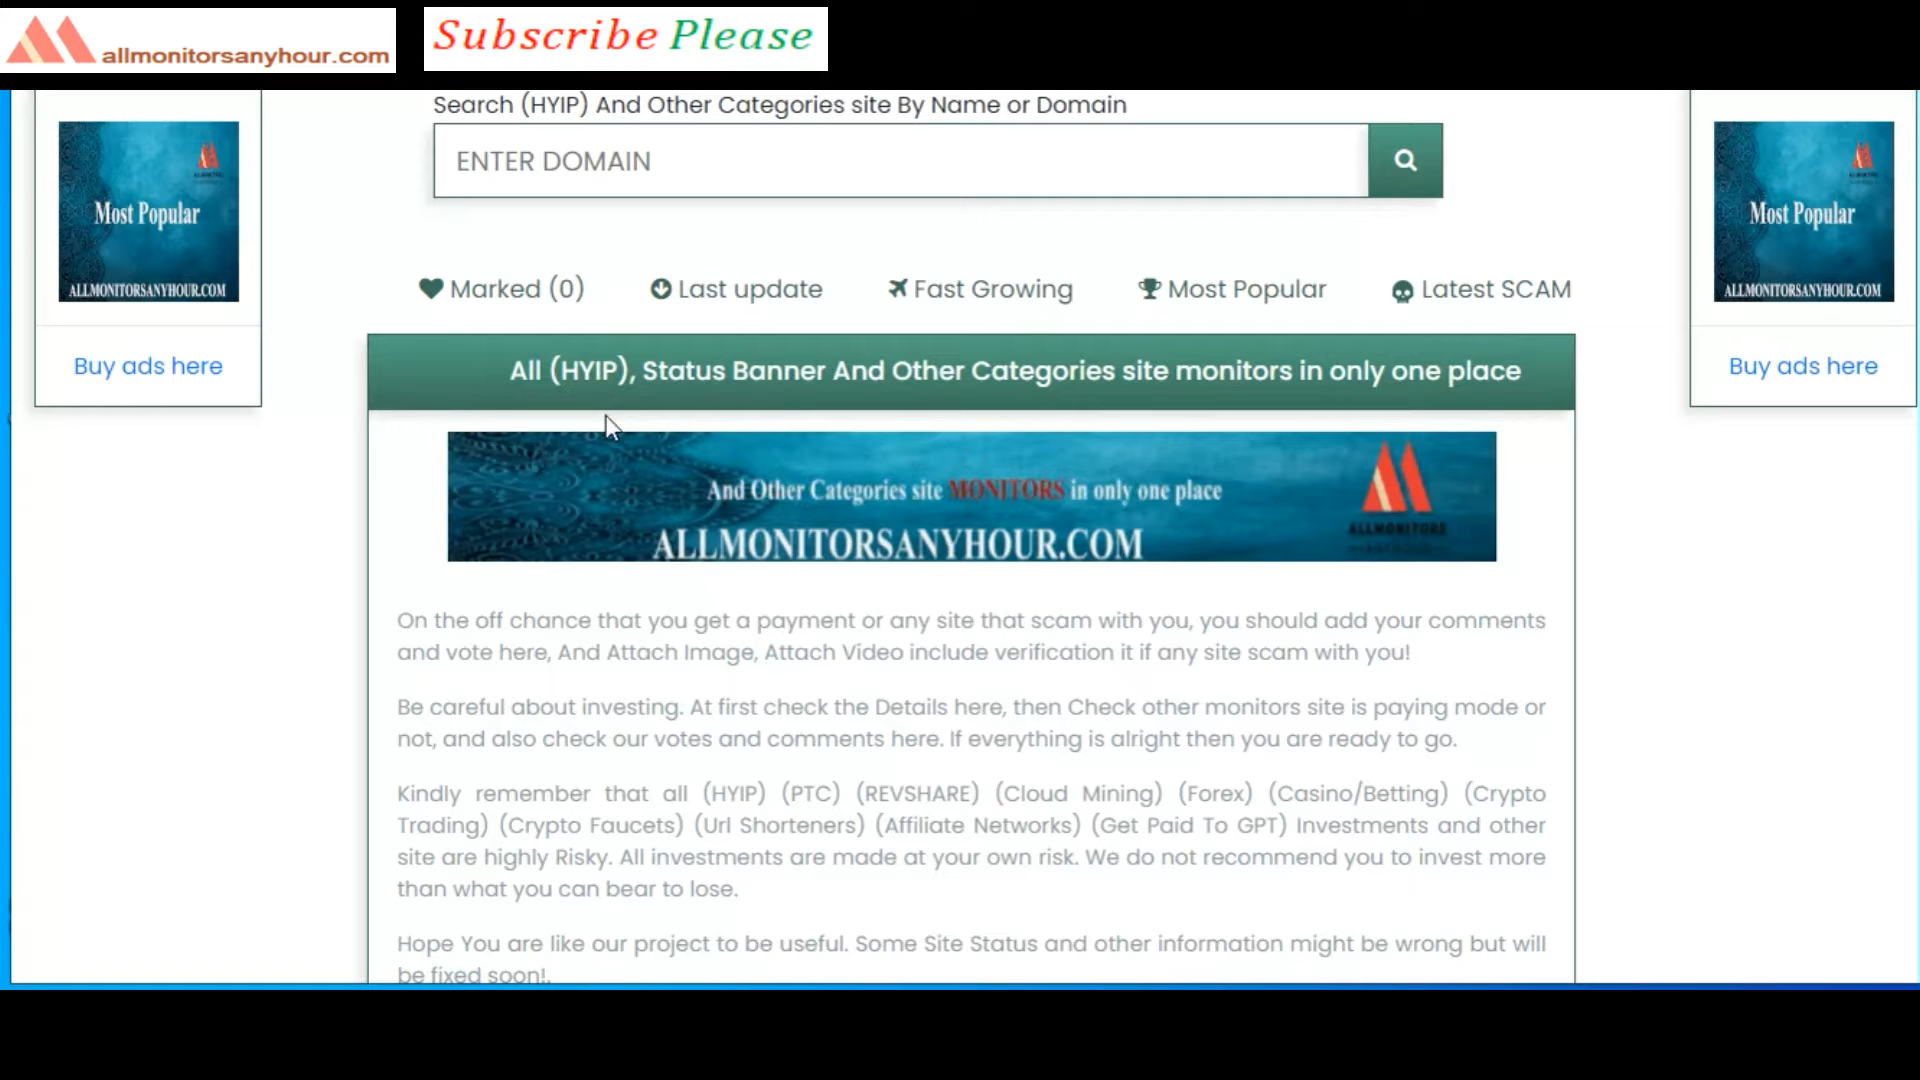 allmonitorsanyhour.com
Subscribe Please
Search (HYIP) And Other Categories site By Name or Domain
ENTER DOMAIN
Most Popular
ALLMONITORSANYHOUR.COM
Buy ads here
Most Popular
ALLMONITORSANYHOUR.COM
Buy ads here
Marked (0) Last update Fast Growing Most Popular Latest SCAM
All (HYIP), Status Banner And Other Categories site monitors in only one place
And Other Categories site MONITORS in only one place
ALLMONITORSANYHOUR.COM
On the off chance that you get a payment or any site that scam with you, you should add your comments
and vote here, And Attach Image, Attach Video include verification it if any site scam with you!
Be careful about investing. At first check the Details here, then Check other monitors site is paying mode or
not, and also check our votes and comments here. If everything is alright then you are ready to go.
Kindly remember that all (HYIP) (PTC) (REVSHARE) (Cloud Mining) (Forex) (Casino/Betting) (Crypto
Trading) (Crypto Faucets) (Url Shorteners) (Affiliate Networks) (Get Paid To GPT) Investments and other
site are highly Risky. All investments are made at your own risk. We do not recommend you to invest more
than what you can bear to lose.
Hope You are like our project to be useful. Some Site Status and other information might be wrong but will
be fixed soon!.